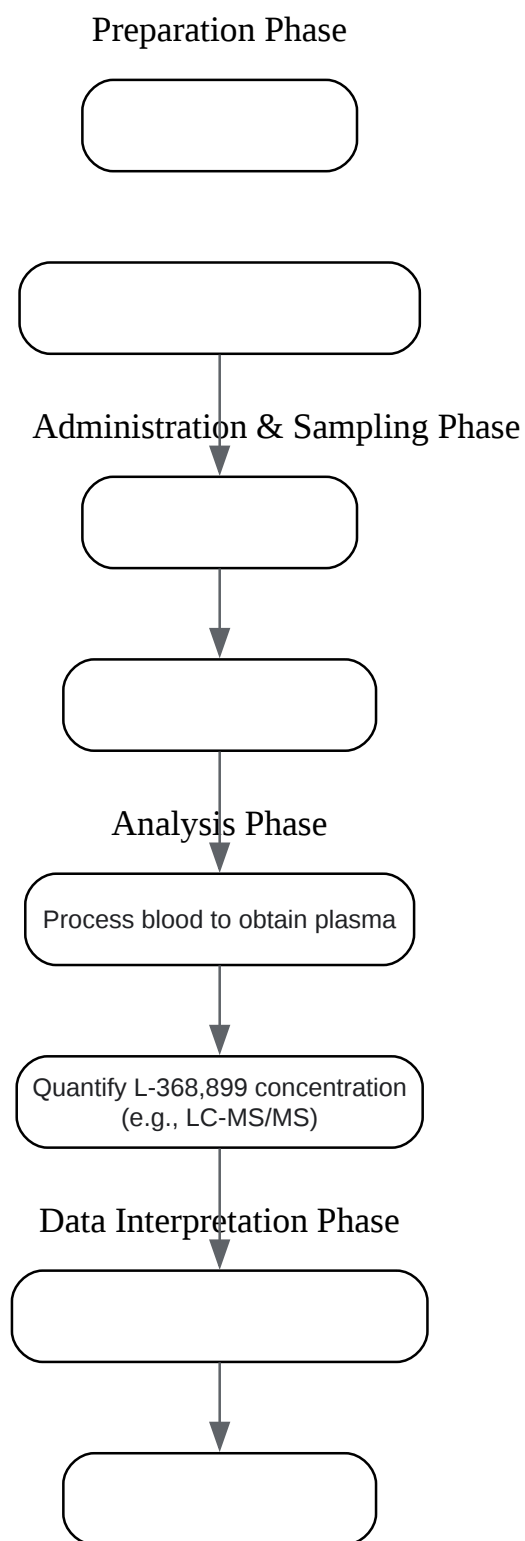 Preparation Phase
Administration & Sampling Phase
Analysis Phase
Process blood to obtain plasma
Quantify L-368,899 concentration
(e.g., LC-MS/MS)
Data Interpretation Phase